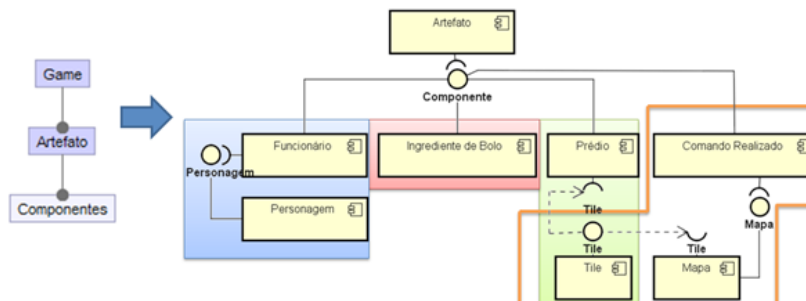 Game
Artefato
Componentes
Artefato
Componente
Funcionário
Ingrediente de Bolo
Prédio
Comando Realizado
Personagem
Personagem
Tile
Tile
Tile
Mapa
Tile
Mapa